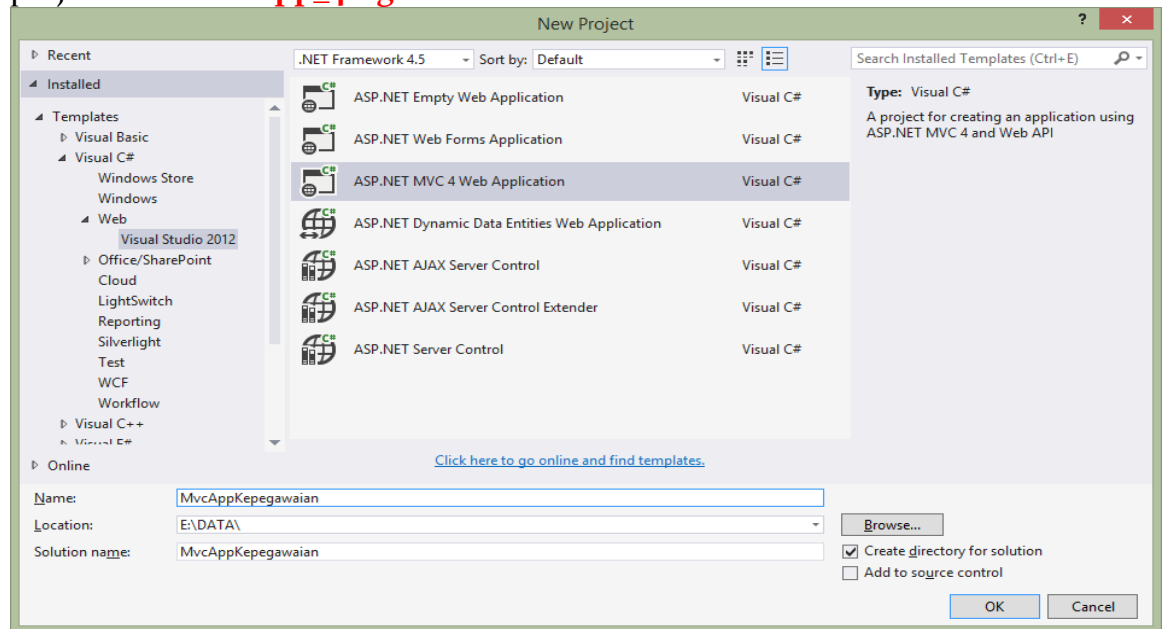 New Project
?
Recent
.NET Framework 4.5
Sort by: Default
Search Installed Templates (Ctrl+E)
Installed
Templates
Visual Basic
Visual C#
Windows Store
Windows
Web
Visual Studio 2012
Office/SharePoint
Cloud
LightSwitch
Reporting
Silverlight
Test
WCF
Workflow
Visual C++
Online
ASP.NET Empty Web Application Visual C#
ASP.NET Web Forms Application Visual C#
ASP.NET MVC 4 Web Application Visual C#
ASP.NET Dynamic Data Entities Web Application Visual C#
ASP.NET AJAX Server Control Visual C#
ASP.NET AJAX Server Control Extender Visual C#
ASP.NET Server Control Visual C#
Click here to go online and find templates.
Type: Visual C#
A project for creating an application using
ASP.NET MVC 4 and Web API
Name: MvcAppKepegawaian
Location: E:\DATA\
Browse...
Solution name: MvcAppKepegawaian
Create directory for solution
Add to source control
OK
Cancel